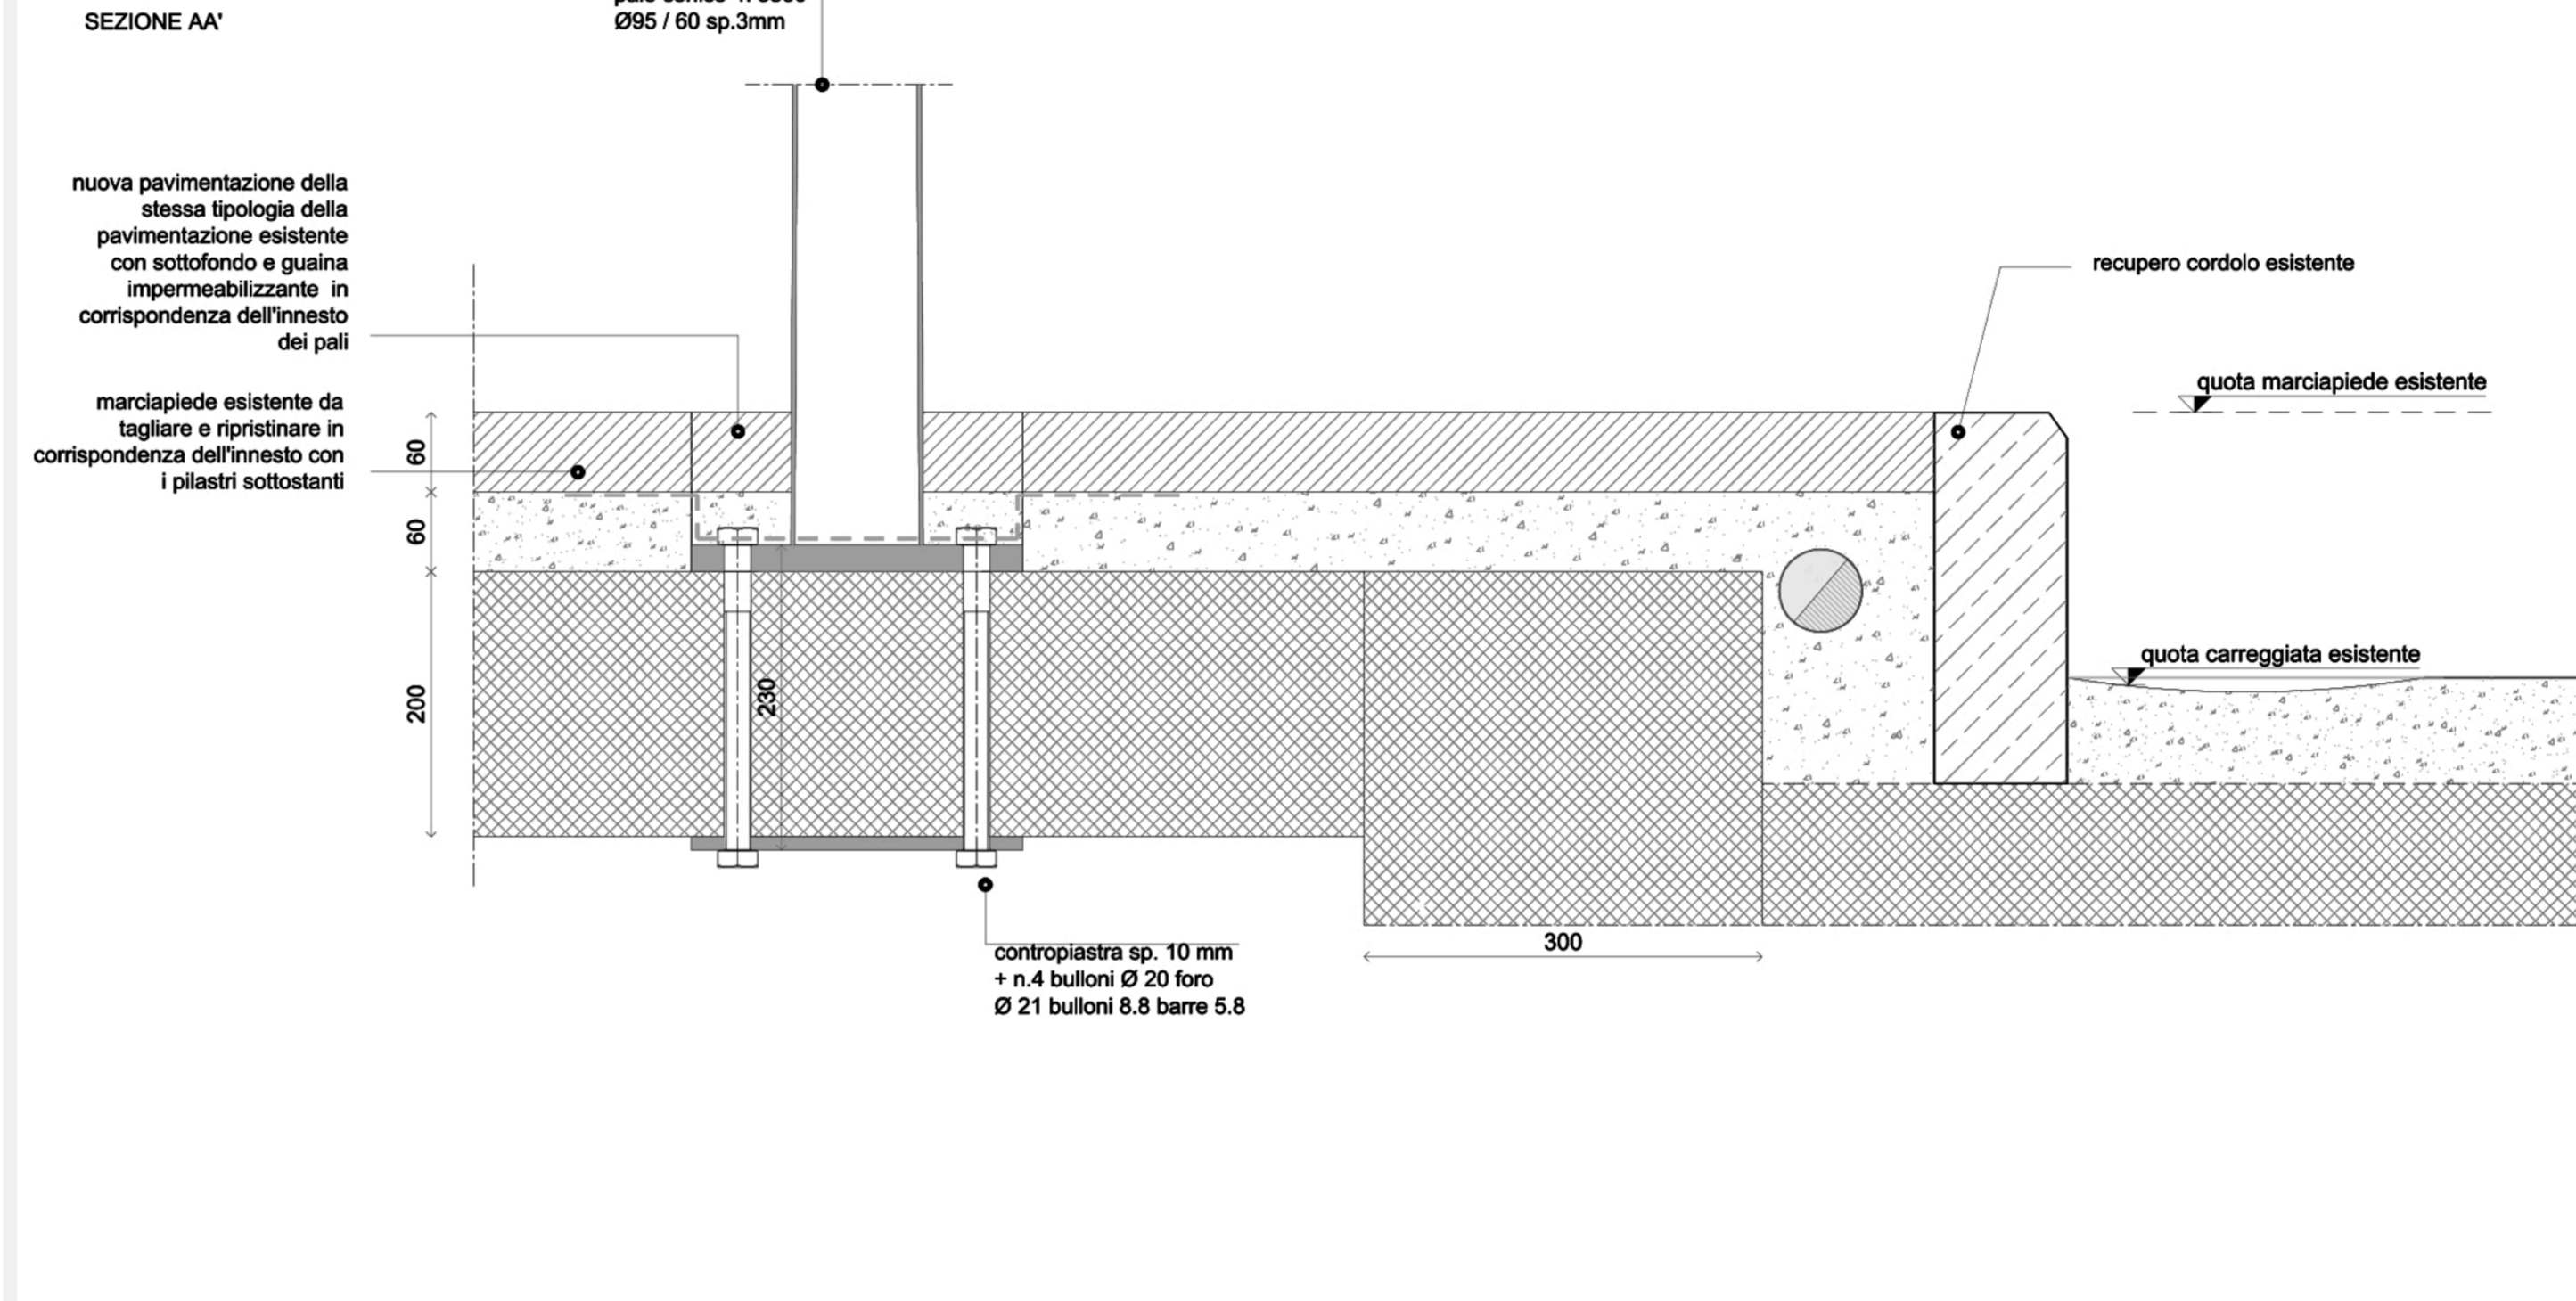 SEZIONE AA'
Ø95 / 60 sp.3mm
nuova pavimentazione della
stessa tipologia della
pavimentazione esistente
con sottofondo e guaina
impermeabilizzante in
corrispondenza dell'innesto
dei pali
marciapiede esistente da
tagliare e ripristinare in
corrispondenza dell'innesto con
i pilastri sottostanti
60
60
200
230
recupero cordolo esistente
quota marciapiede esistente
quota carreggiata esistente
300
contropiastra sp. 10 mm
+ n.4 bulloni Ø 20 foro
Ø 21 bulloni 8.8 barre 5.8